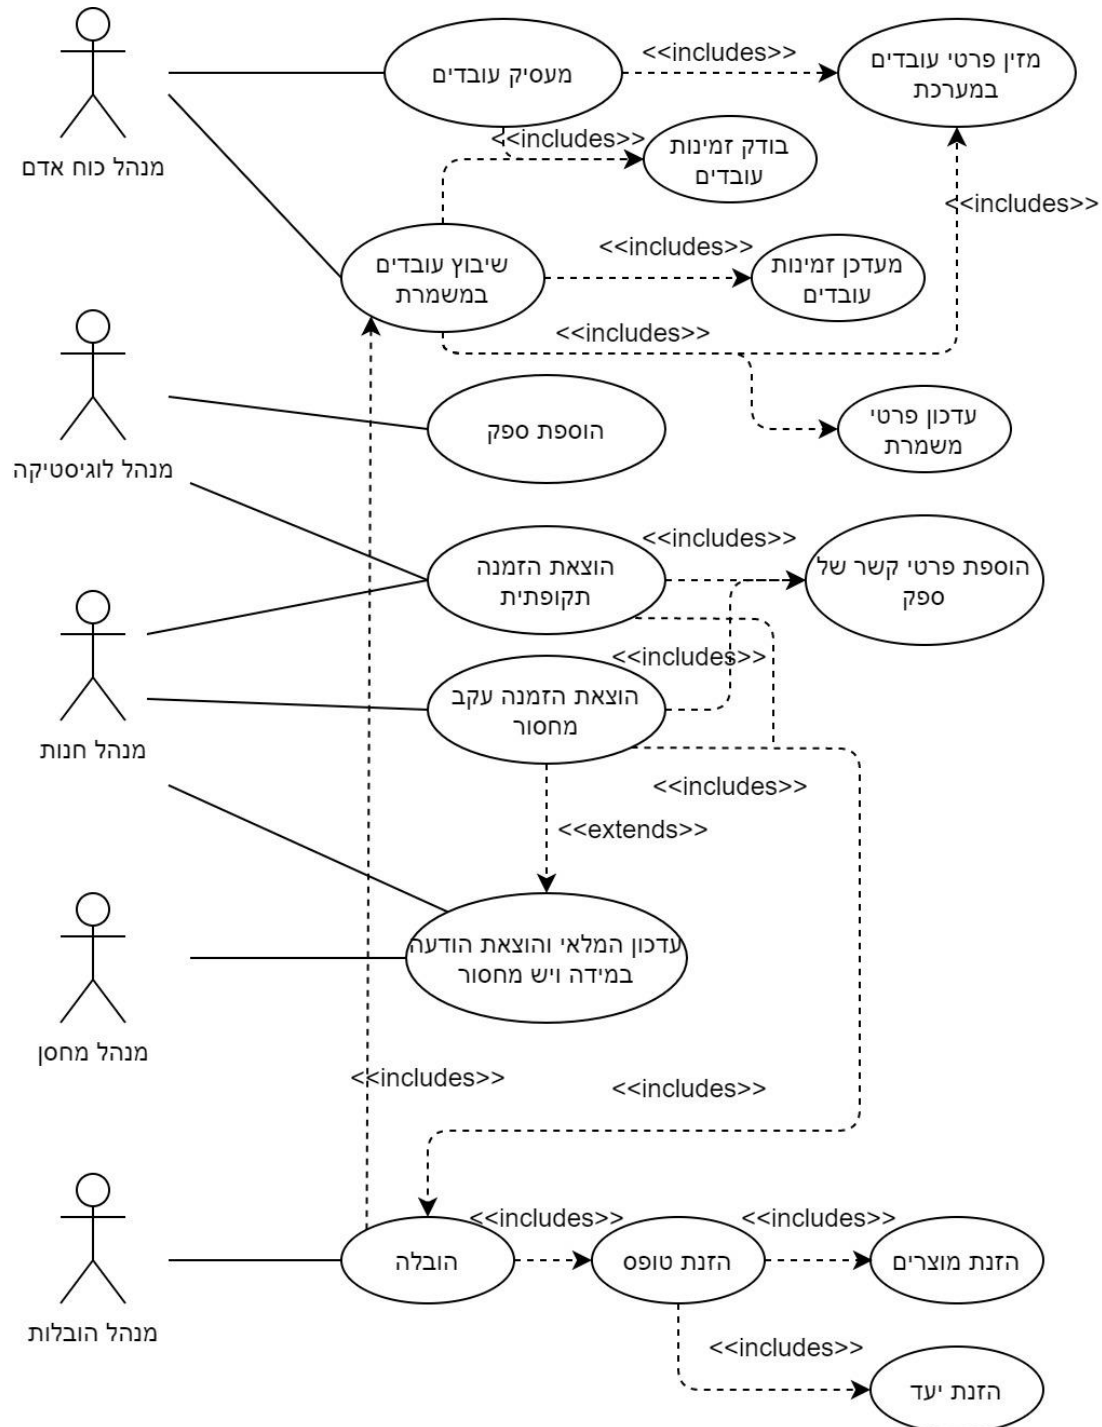 <<includes>>
מעסיק עובדים
מזין פרטי עובדים
במערכת
<<includes>>
בודק זמינות
עובדים
מנהל כוח אדם
<<includes>>
<<includes>>
שיבוץ עובדים
במשמרת
מעדכן זמינות
עובדים
<<includes>>
עדכון פרטי
משמרת
הוספת ספק
מנהל לוגיסטיקה
<<includes>>
הוצאת הזמנה
תקופתית
הוספת פרטי קשר של
ספק
<<includes>>
הוצאת הזמנה עקב
מחסור
מנהל חנות
<<includes>>
<<extends>>
עדכון המלאי והוצאת הודעה
במידה ויש מחסור
מנהל מחסן
<<includes>>
<<includes>>
<<includes>>
<<includes>>
הובלה
הזנת טופס
הזנת מוצרים
מנהל הובלות
<<includes>>
הזנת יעד